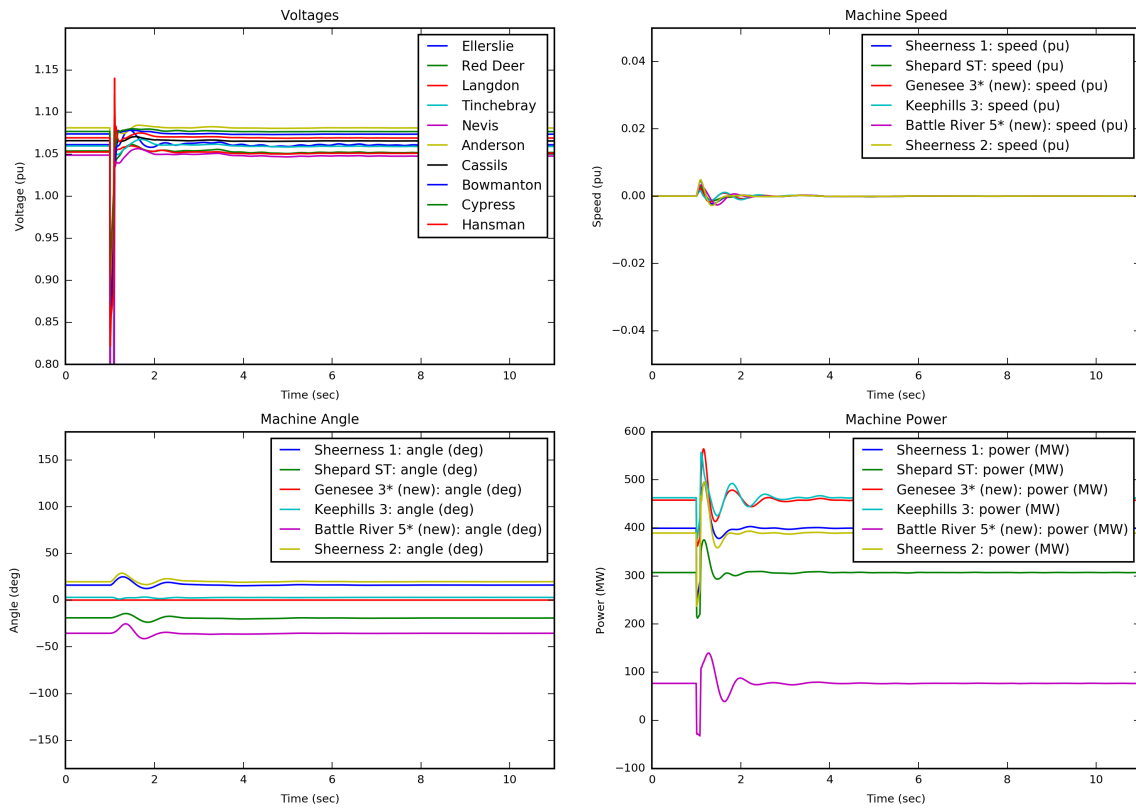 Voltages
1.15
1.10
1.05
1.00
0.95
0.90
0.85
0.80
Voltage (pu)
0 2 4 6 8 10
Time (sec)
Ellerslie
Red Deer
Langdon
Tinchebray
Nevis
Anderson
Cassils
Bowmanton
Cypress
Hansman
Machine Speed
0.04
0.02
0.00
−0.02
−0.04
Speed (pu)
0 2 4 6 8 10
Time (sec)
Sheerness 1: speed (pu)
Shepard ST: speed (pu)
Genesee 3* (new): speed (pu)
Keephills 3: speed (pu)
Battle River 5* (new): speed (pu)
Sheerness 2: speed (pu)
Machine Angle
150
100
50
0
−50
−100
−150
Angle (deg)
0 2 4 6 8 10
Time (sec)
Sheerness 1: angle (deg)
Shepard ST: angle (deg)
Genesee 3* (new): angle (deg)
Keephills 3: angle (deg)
Battle River 5* (new): angle (deg)
Sheerness 2: angle (deg)
Machine Power
600
500
400
300
200
100
0
−100
Power (MW)
0 2 4 6 8 10
Time (sec)
Sheerness 1: power (MW)
Shepard ST: power (MW)
Genesee 3* (new): power (MW)
Keephills 3: power (MW)
Battle River 5* (new): power (MW)
Sheerness 2: power (MW)